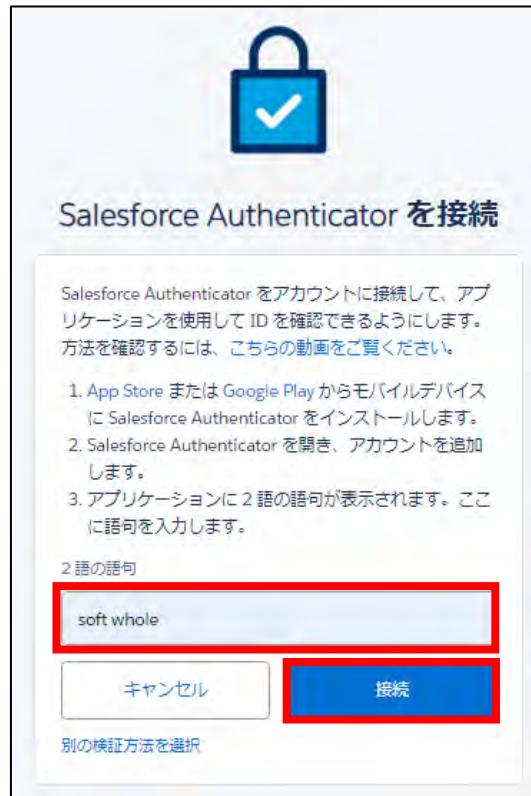 Salesforce Authenticator を接続
Salesforce Authenticator をアカウントに接続して、アプ
リケーションを使用して ID を確認できるようにします。
方法を確認するには、こちらの動画をご覧ください。
1. App Store または Google Play からモバイルデバイス
に Salesforce Authenticator をインストールします。
2. Salesforce Authenticator を開き、アカウントを追加
します。
3. アプリケーションに 2 語の語句が表示されます。ここ
に語句を入力します。
2 語の語句
soft whole
キャンセル
接続
別の検証方法を選択